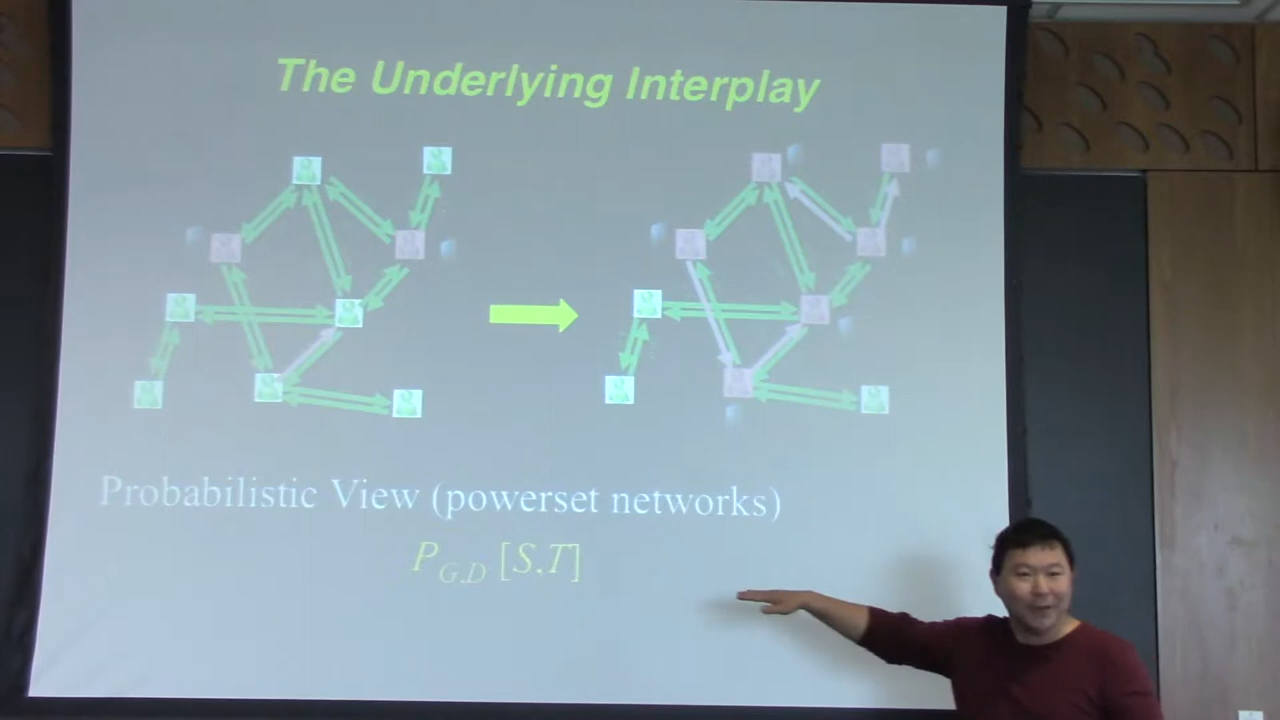 The Underlying Interplay
Probabilistic View (powerset networks)
P_{G,D} [S,T]